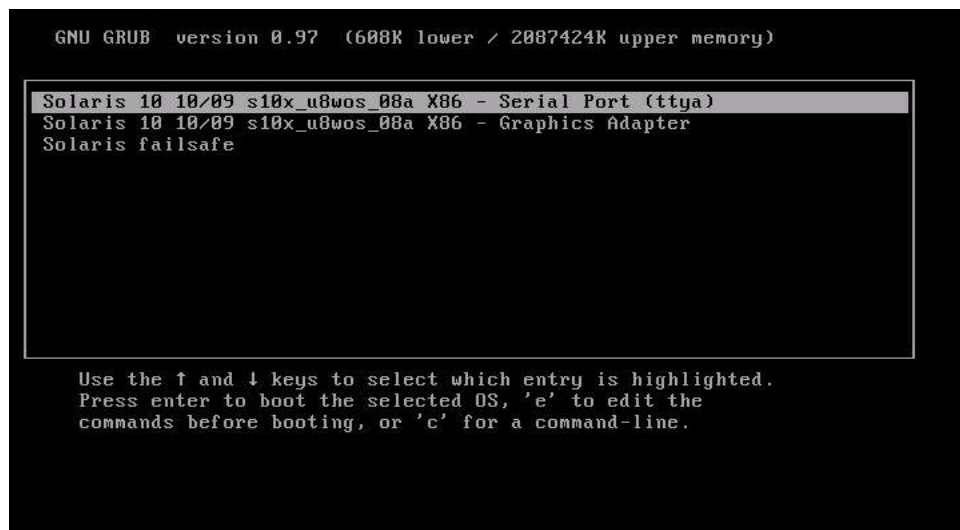 GNU GRUB version 0.97 (608K lower / 2087424K upper memory)
Solaris 10 10/09 s10x_u8wos_08a X86 - Serial Port (ttya)
Solaris 10 10/09 s10x_u8wos_08a X86 - Graphics Adapter
Solaris failsafe
Use the ↑ and ↓ keys to select which entry is highlighted.
Press enter to boot the selected OS, 'e' to edit the
commands before booting, or 'c' for a command-line.